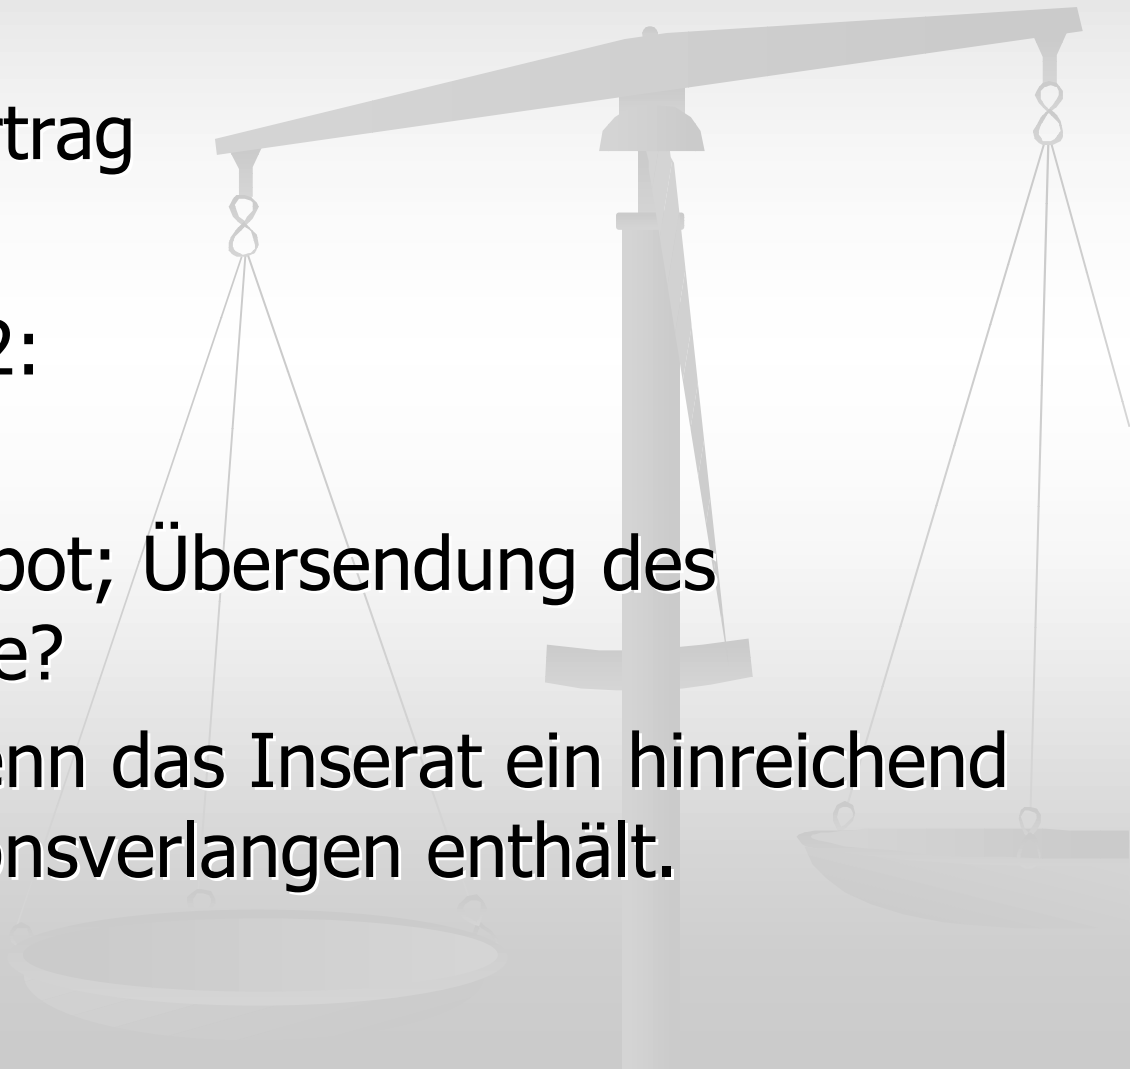 rtrag
2:
bot; Übersendung des
e?
enn das Inserat ein hinreichend
onsverlangen enthält.